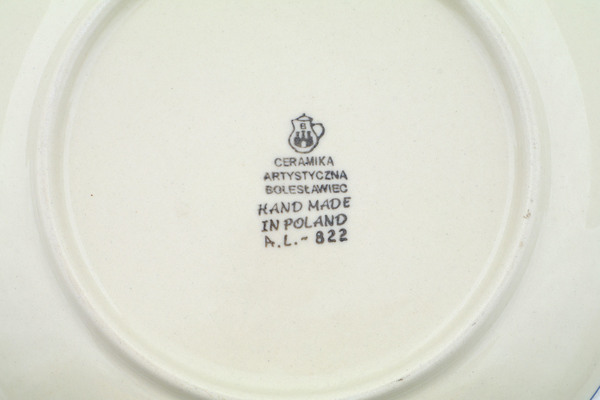 B
CERAMIKA
ARTYSTYCZNA
BOLESŁAWIEC
HAND MADE
IN POLAND
A.L.- 822